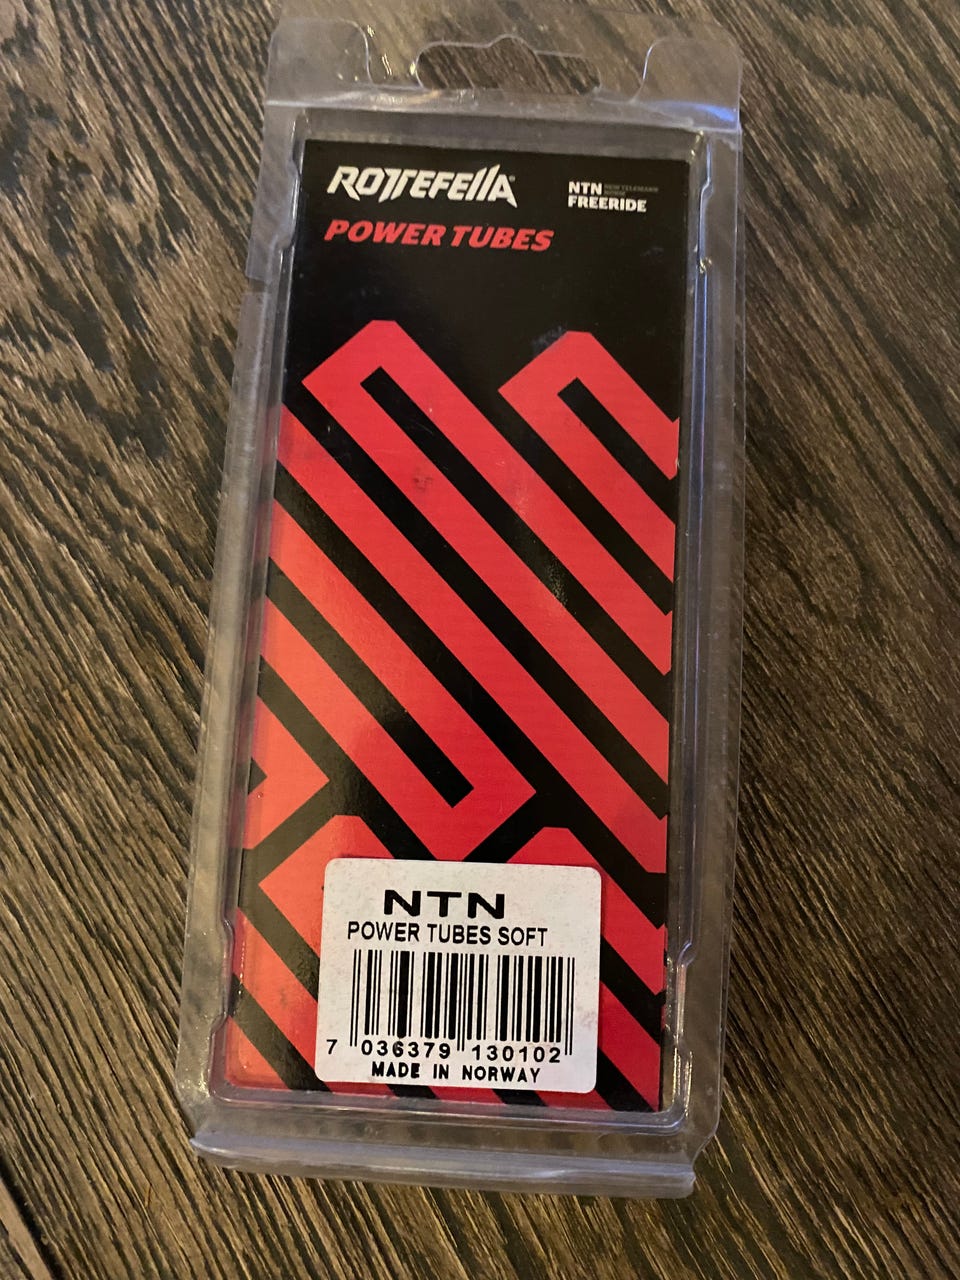 ROTTEFELLA
NTN NEW TELEMARK
NORM
FREERIDE
POWER TUBES
NTN
POWER TUBES SOFT
7 036379 130102
MADE IN NORWAY